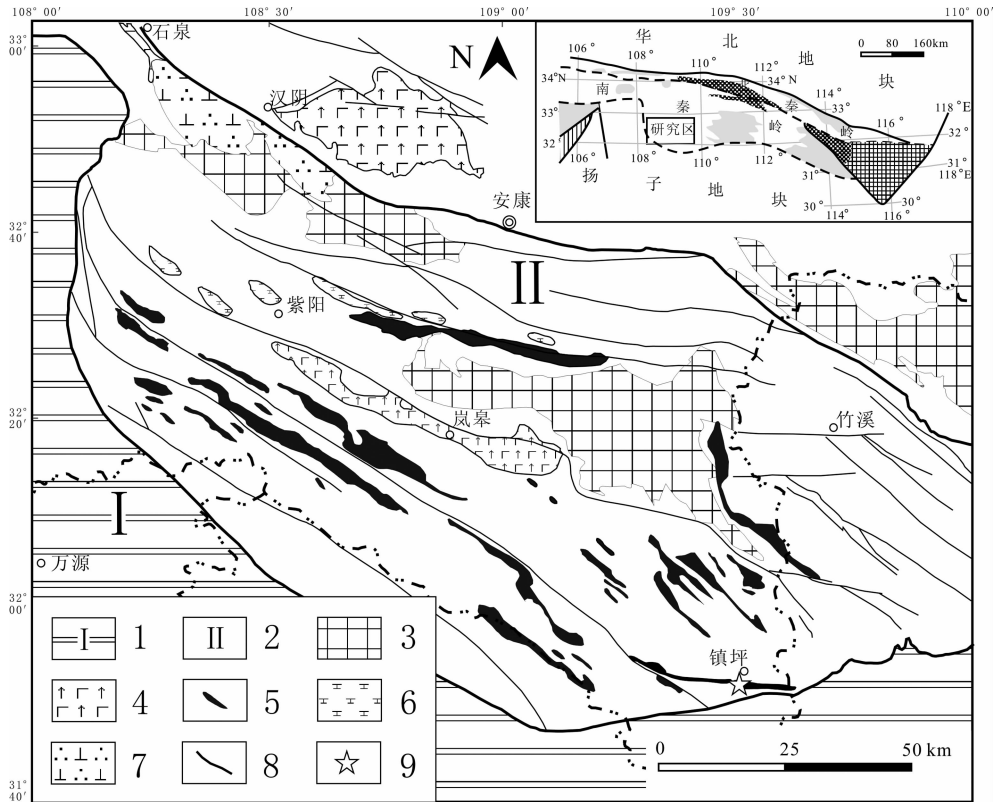 108° 00′ 108° 30′ 109° 00′ 109° 30′ 110° 00′
33° 00′
32° 40′
32° 20′
32° 00′
31° 40′
石泉
汉阴
N
安康
紫阳
II
岚皋
竹溪
I
万源
镇坪
华 北 地 块
0 80 160km
106° 108° 110° 112° 114° 116° 118° E
34° N 34° N
33° 33°
32° 32°
31° 31°
30° 30°
南 秦 岭
秦 岭
研究区
106° 108° 110° 112° 114° 116° 118° E
扬 子 地 块
I 1 II 2 3
4 5 6
7 8 9
0 25 50 km